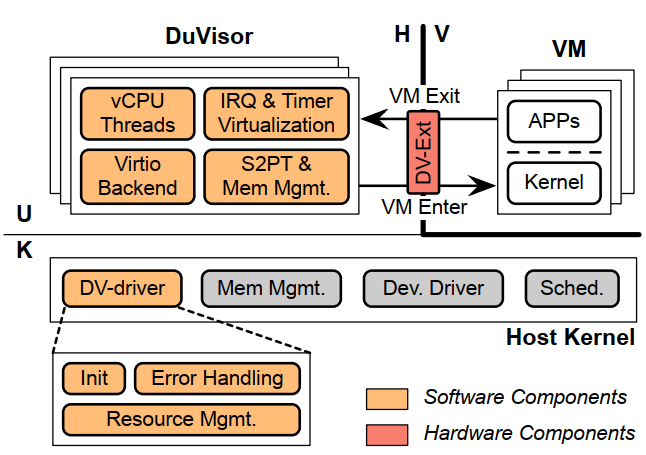 DuVisor
H V
VM
VM Exit
vCPU
Threads
IRQ & Timer
Virtualization
Virtio
Backend
S2PT &
Mem Mgmt.
DV-Ext
APPs
Kernel
VM Enter
U
K
DV-driver
Mem Mgmt.
Dev. Driver
Sched.
Host Kernel
Init
Error Handling
Resource Mgmt.
Software Components
Hardware Components